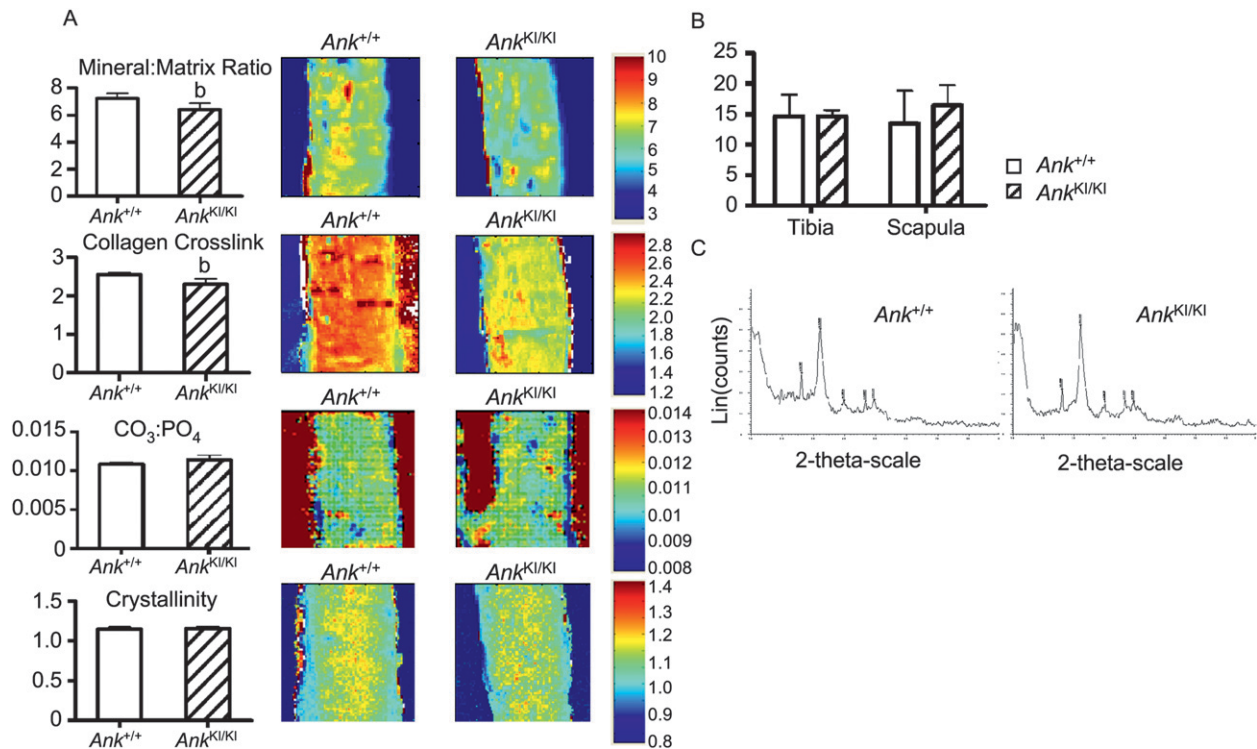 A
Mineral:Matrix Ratio
8
6
4
2
0
b
Ank+/+ AnkKI/KI
Ank+/+ AnkKI/KI
10
9
8
7
6
5
4
3
Collagen Crosslink
3
2
1
0
b
Ank+/+ AnkKI/KI
Ank+/+ AnkKI/KI
2.8
2.6
2.4
2.2
2.0
1.8
1.6
1.4
1.2
CO3:PO4
0.015
0.010
0.005
0
Ank+/+ AnkKI/KI
Ank+/+ AnkKI/KI
0.014
0.013
0.012
0.011
0.01
0.009
0.008
Crystallinity
1.5
1.0
0.5
0
Ank+/+ AnkKI/KI
Ank+/+ AnkKI/KI
1.4
1.3
1.2
1.1
1.0
0.9
0.8
B
25
20
15
10
5
0
Tibia Scapula
Ank+/+
AnkKI/KI
C
Lin(counts)
Ank+/+
AnkKI/KI
2-theta-scale
2-theta-scale